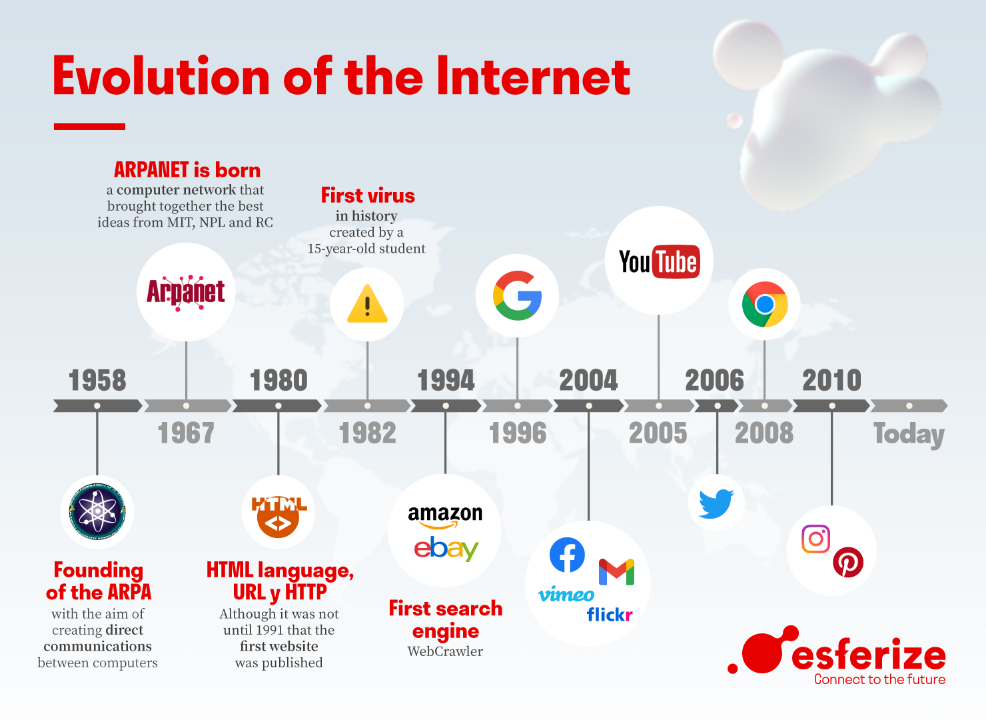 Evolution of the Internet
ARPANET is born
a computer network that
brought together the best
ideas from MIT, NPL and RC
First virus
in history
created by a
15-year-old student
Arpanet
YouTube
1958
1980
1994
2004
2006
2010
1967
1982
1996
2005
2008
Today
HTML
amazon
ebay
vimeo
flickr
Founding
of the ARPA
with the aim of
creating direct
communications
between computers
HTML language,
URL y HTTP
Although it was not
until 1991 that the
first website
was published
First search
engine
WebCrawler
esferize
Connect to the future